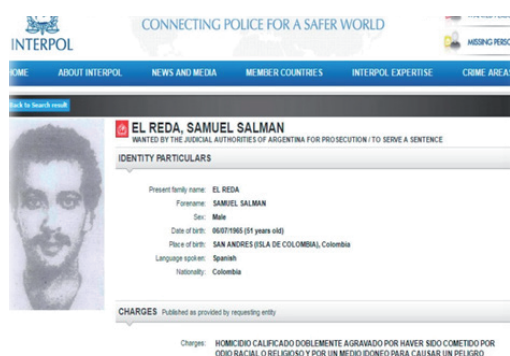 CONNECTING POLICE FOR A SAFER WORLD
INTERPOL
MISSING PERSO
HOME
ABOUT INTERPOL
NEWS AND MEDIA
MEMBER COUNTRIES
INTERPOL EXPERTISE
CRIME AREAS
Back to Search result
EL REDA, SAMUEL SALMAN
WANTED BY THE JUDICIAL AUTHORITIES OF ARGENTINA FOR PROSECUTION / TO SERVE A SENTENCE
IDENTITY PARTICULARS
Present family name: EL REDA
Forename: SAMUEL SALMAN
Sex: Male
Date of birth: 06/07/1965 (51 years old)
Place of birth: SAN ANDRES (ISLA DE COLOMBIA), Colombia
Language spoken: Spanish
Nationality: Colombia
CHARGES Published as provided by requesting entity
Charges: HOMICIDIO CALIFICADO DOBLEMENTE AGRAVADO POR HAVER SIDO COMETIDO POR
ODIO RACIAL O RELIGIOSO Y POR UN MEDIO IDONEO PARA CAUSAR UN PELIGRO